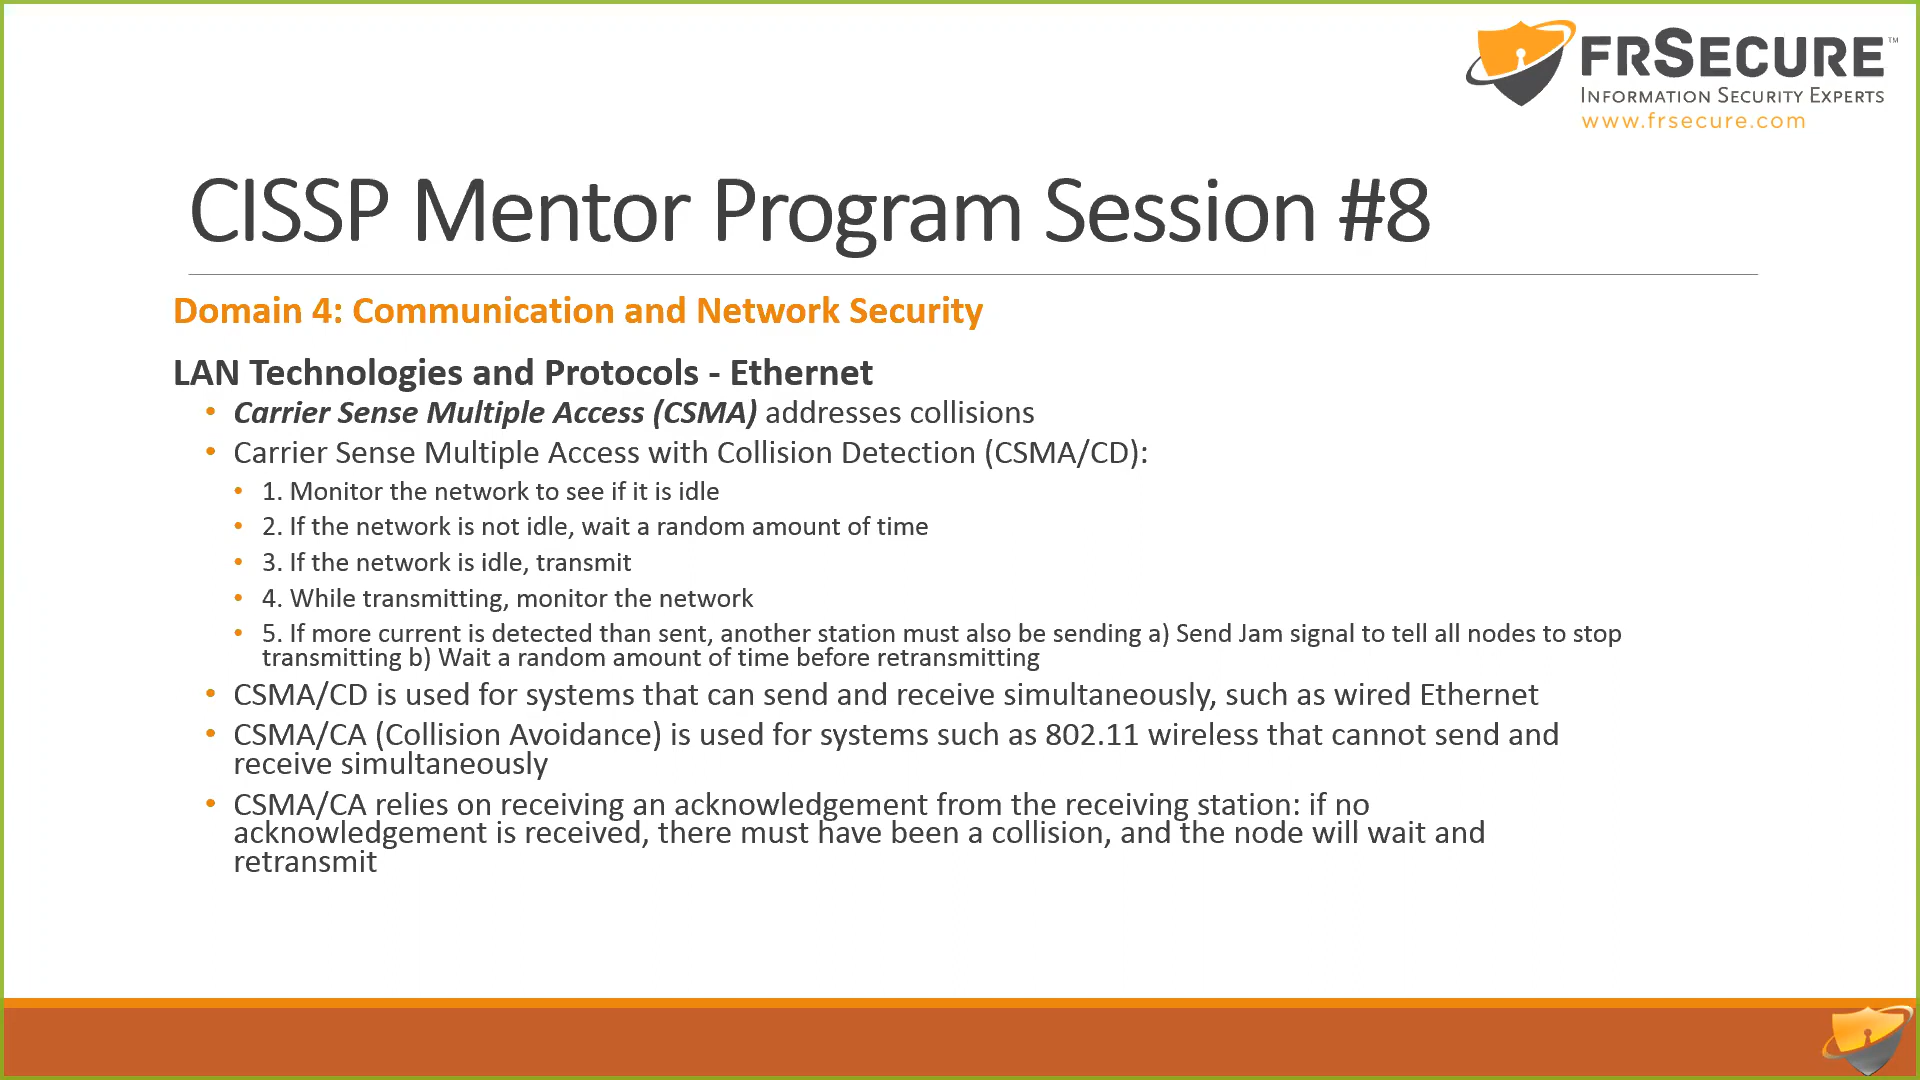 FRSECURE™
INFORMATION SECURITY EXPERTS
www.frsecure.com
CISSP Mentor Program Session #8
Domain 4: Communication and Network Security
LAN Technologies and Protocols - Ethernet
• Carrier Sense Multiple Access (CSMA) addresses collisions
• Carrier Sense Multiple Access with Collision Detection (CSMA/CD):
• 1. Monitor the network to see if it is idle
• 2. If the network is not idle, wait a random amount of time
• 3. If the network is idle, transmit
• 4. While transmitting, monitor the network
• 5. If more current is detected than sent, another station must also be sending a) Send Jam signal to tell all nodes to stop
transmitting b) Wait a random amount of time before retransmitting
• CSMA/CD is used for systems that can send and receive simultaneously, such as wired Ethernet
• CSMA/CA (Collision Avoidance) is used for systems such as 802.11 wireless that cannot send and
receive simultaneously
• CSMA/CA relies on receiving an acknowledgement from the receiving station: if no
acknowledgement is received, there must have been a collision, and the node will wait and
retransmit